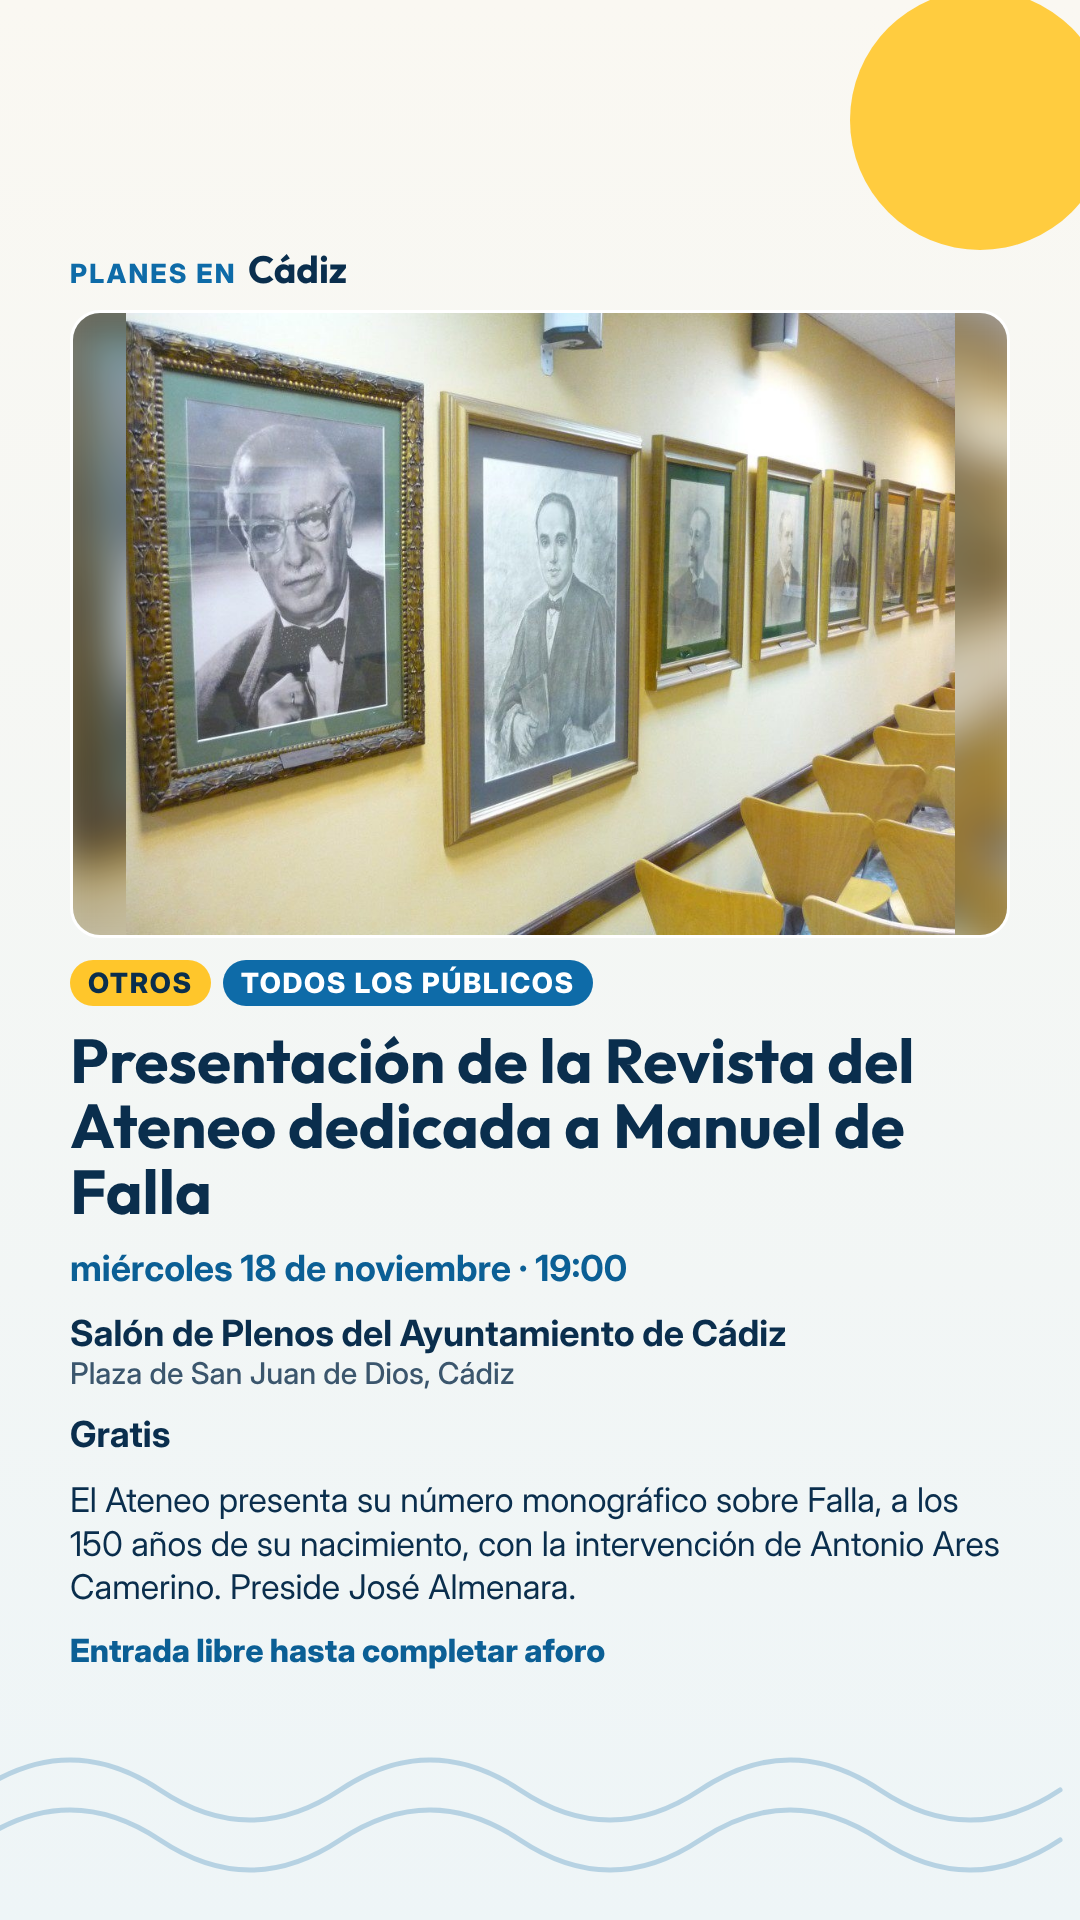 PLANES EN Cádiz
OTROS
TODOS LOS PÚBLICOS
Presentación de la Revista del
Ateneo dedicada a Manuel de
Falla
miércoles 18 de noviembre · 19:00
Salón de Plenos del Ayuntamiento de Cádiz
Plaza de San Juan de Dios, Cádiz
Gratis
El Ateneo presenta su número monográfico sobre Falla, a los
150 años de su nacimiento, con la intervención de Antonio Ares
Camerino. Preside José Almenara.
Entrada libre hasta completar aforo